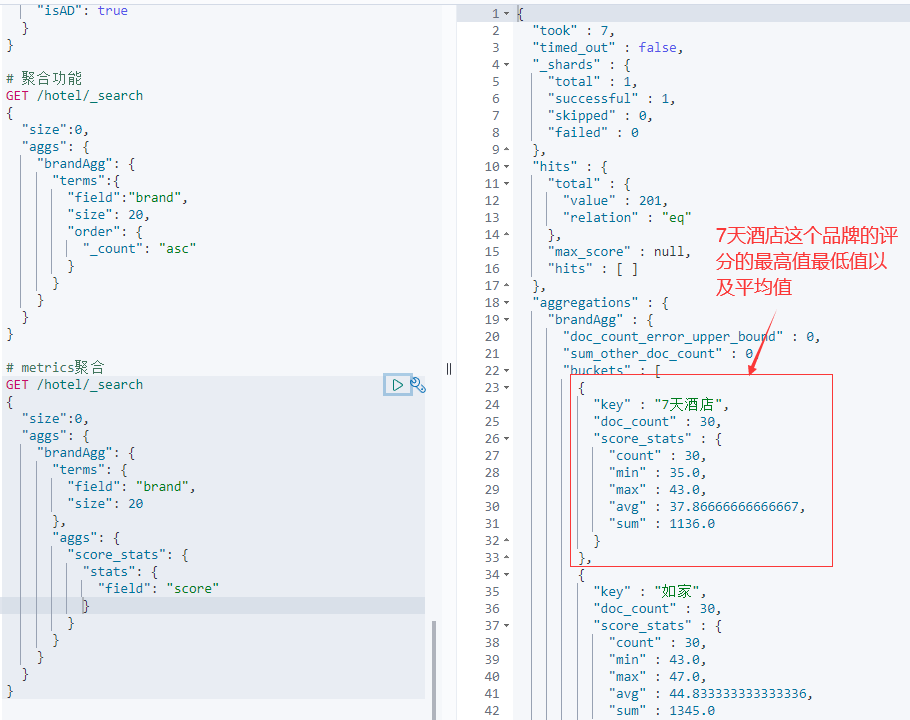 "isAD": true
}
}
# 聚合功能
GET /hotel/_search
{
"size":0,
"aggs": {
"brandAgg": {
"terms":{
"field":"brand",
"size": 20,
"order": {
"_count": "asc"
}
}
}
}
}
# metrics聚合
GET /hotel/_search
{
"size":0,
"aggs": {
"brandAgg": {
"terms": {
"field": "brand",
"size": 20
},
"aggs": {
"score_stats": {
"stats": {
"field": "score"
}
}
}
}
}
}
1 {
2 "took" : 7,
3 "timed_out" : false,
4 "_shards" : {
5 "total" : 1,
6 "successful" : 1,
7 "skipped" : 0,
8 "failed" : 0
9 },
10 "hits" : {
11 "total" : {
12 "value" : 201,
13 "relation" : "eq"
14 },
15 "max_score" : null,
16 "hits" : [ ]
17 },
18 "aggregations" : {
19 "brandAgg" : {
20 "doc_count_error_upper_bound" : 0,
21 "sum_other_doc_count" : 0
22 "buckets" : [
23 {
24 "key" : "7天酒店",
25 "doc_count" : 30,
26 "score_stats" : {
27 "count" : 30,
28 "min" : 35.0,
29 "max" : 43.0,
30 "avg" : 37.86666666666667,
31 "sum" : 1136.0
32 }
33 },
34 {
35 "key" : "如家",
36 "doc_count" : 30,
37 "score_stats" : {
38 "count" : 30,
39 "min" : 43.0,
40 "max" : 47.0,
41 "avg" : 44.833333333333336,
42 "sum" : 1345.0
7天酒店这个品牌的评
分的最高值最低值以
及平均值